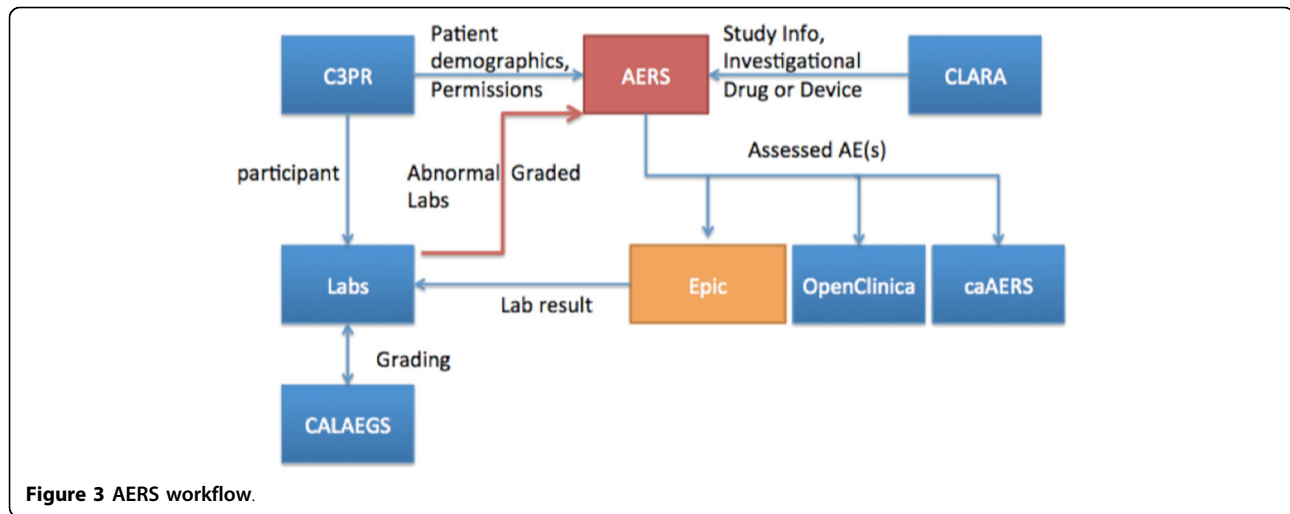 C3PR
Patient
demographics,
Permissions
AERS
Study Info,
Investigational
Drug or Device
CLARA
participant
Abnormal Graded
Labs
Assessed AE(s)
Labs
Lab result
Epic
OpenClinica
caAERS
Grading
CALAEGS
Figure 3 AERS workflow.